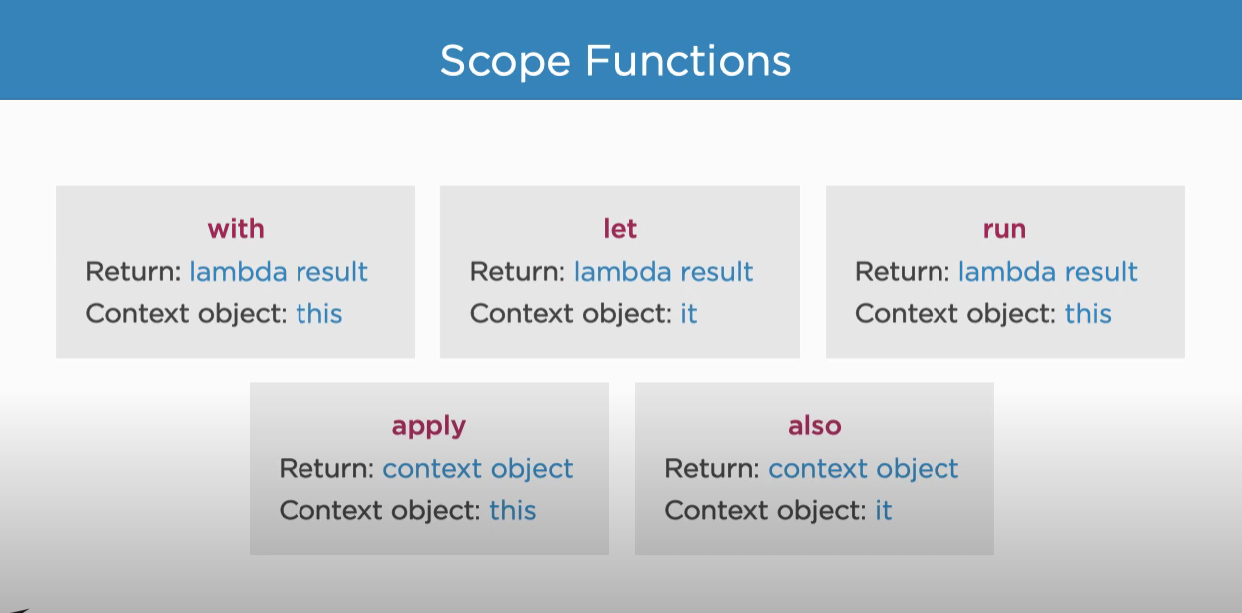 Scope Functions
with
Return: lambda result
Context object: this
let
Return: lambda result
Context object: it
run
Return: lambda result
Context object: this
apply
Return: context object
Context object: this
also
Return: context object
Context object: it